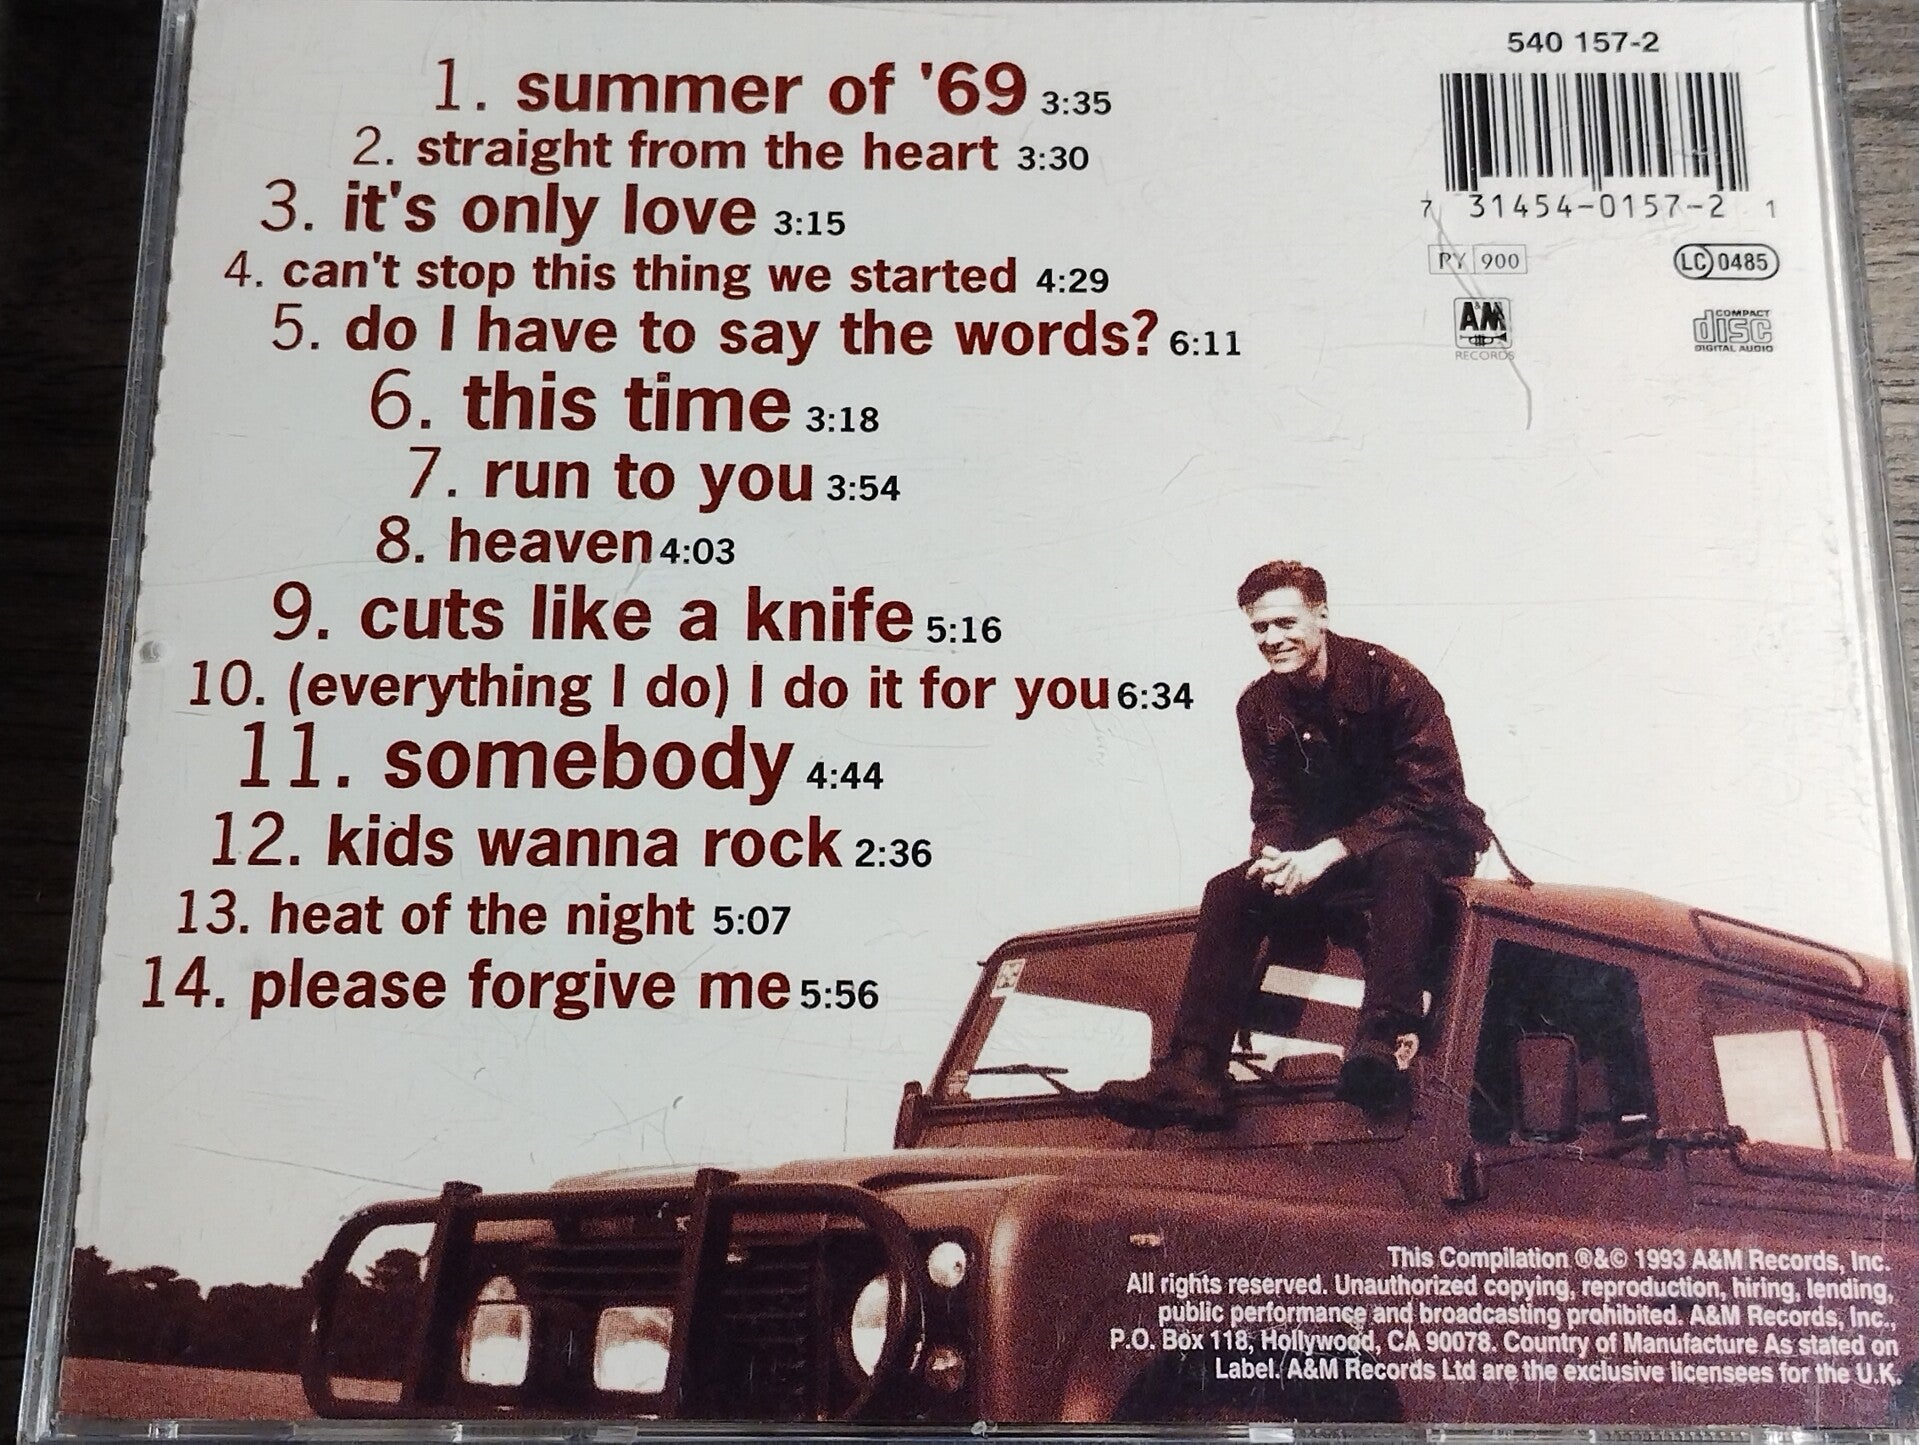 1. summer of '69 3:35
2. straight from the heart 3:30
3. it's only love 3:15
4. can't stop this thing we started 4:29
5. do I have to say the words? 6:11
6. this time 3:18
7. run to you 3:54
8. heaven 4:03
9. cuts like a knife 5:16
10. (everything I do) I do it for you 6:34
11. somebody 4:44
12. kids wanna rock 2:36
13. heat of the night 5:07
14. please forgive me 5:56
540 157-2
7 31454-0157-2 1
PY 900
LC 0485
A&M
RECORDS
COMPACT
disc
DIGITAL AUDIO
This Compilation ℗&© 1993 A&M Records, Inc.
All rights reserved. Unauthorized copying, reproduction, hiring, lending,
public performance and broadcasting prohibited. A&M Records, Inc.,
P.O. Box 118, Hollywood, CA 90078. Country of Manufacture As stated on
Label. A&M Records Ltd are the exclusive licensees for the U.K.